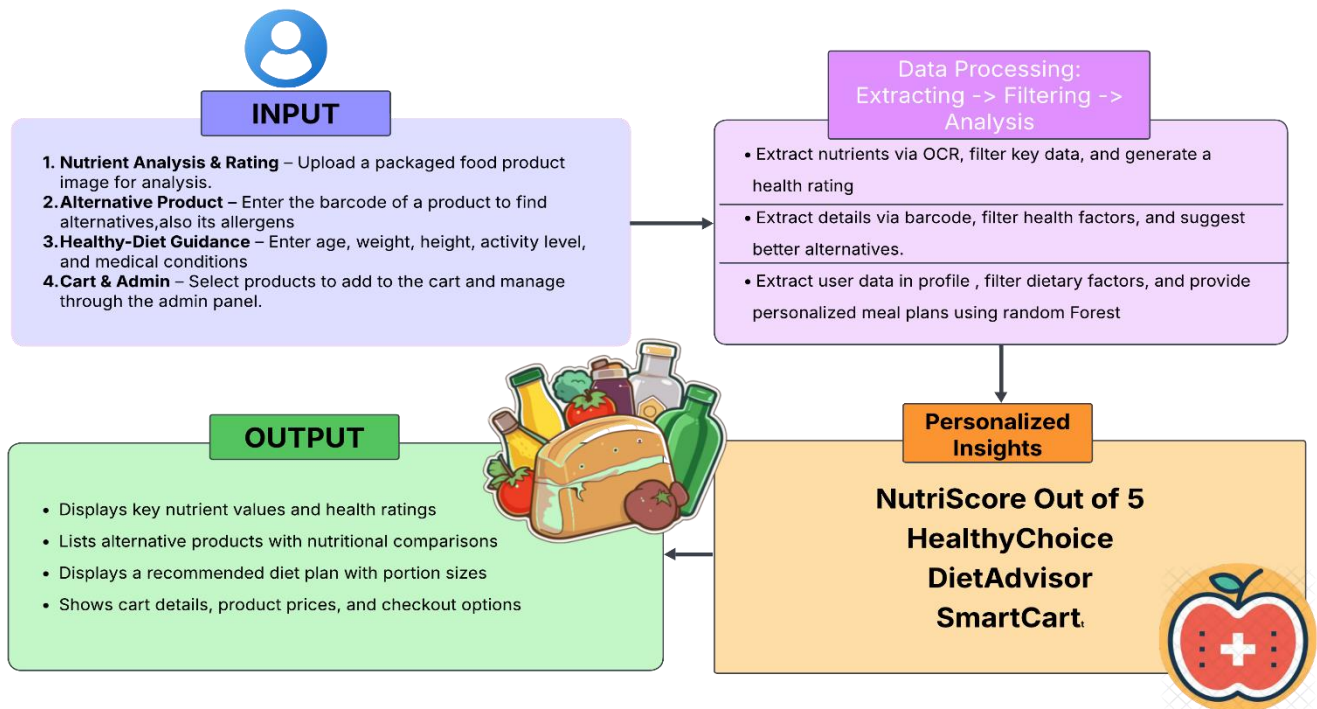 INPUT
1. Nutrient Analysis & Rating – Upload a packaged food product
image for analysis.
2.Alternative Product – Enter the barcode of a product to find
alternatives,also its allergens
3.Healthy-Diet Guidance – Enter age, weight, height, activity level,
and medical conditions
4.Cart & Admin – Select products to add to the cart and manage
through the admin panel.
Data Processing:
Extracting -> Filtering ->
Analysis
• Extract nutrients via OCR, filter key data, and generate a
health rating
• Extract details via barcode, filter health factors, and suggest
better alternatives.
• Extract user data in profile , filter dietary factors, and provide
personalized meal plans using random Forest
Personalized
Insights
NutriScore Out of 5
HealthyChoice
DietAdvisor
SmartCartt
OUTPUT
• Displays key nutrient values and health ratings
• Lists alternative products with nutritional comparisons
• Displays a recommended diet plan with portion sizes
• Shows cart details, product prices, and checkout options